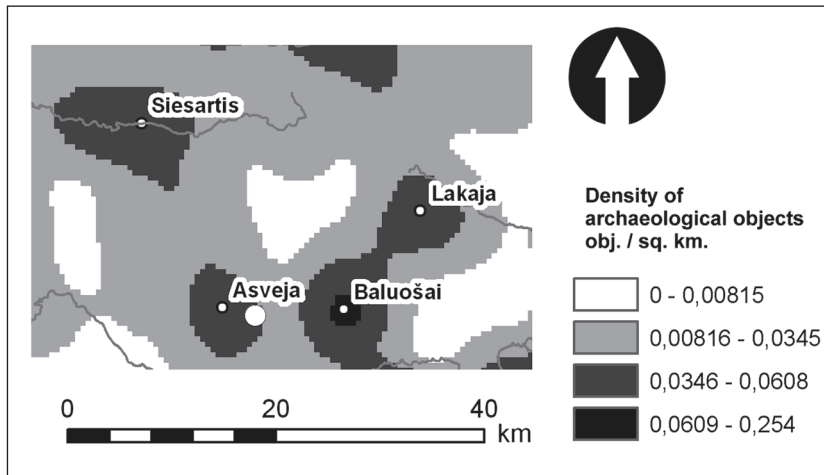 Siesartis
Lakaja
Asveja
Baluošai
0 20 40
km
Density of
archaeological objects
obj. / sq. km.
0 - 0,00815
0,00816 - 0,0345
0,0346 - 0,0608
0,0609 - 0,254